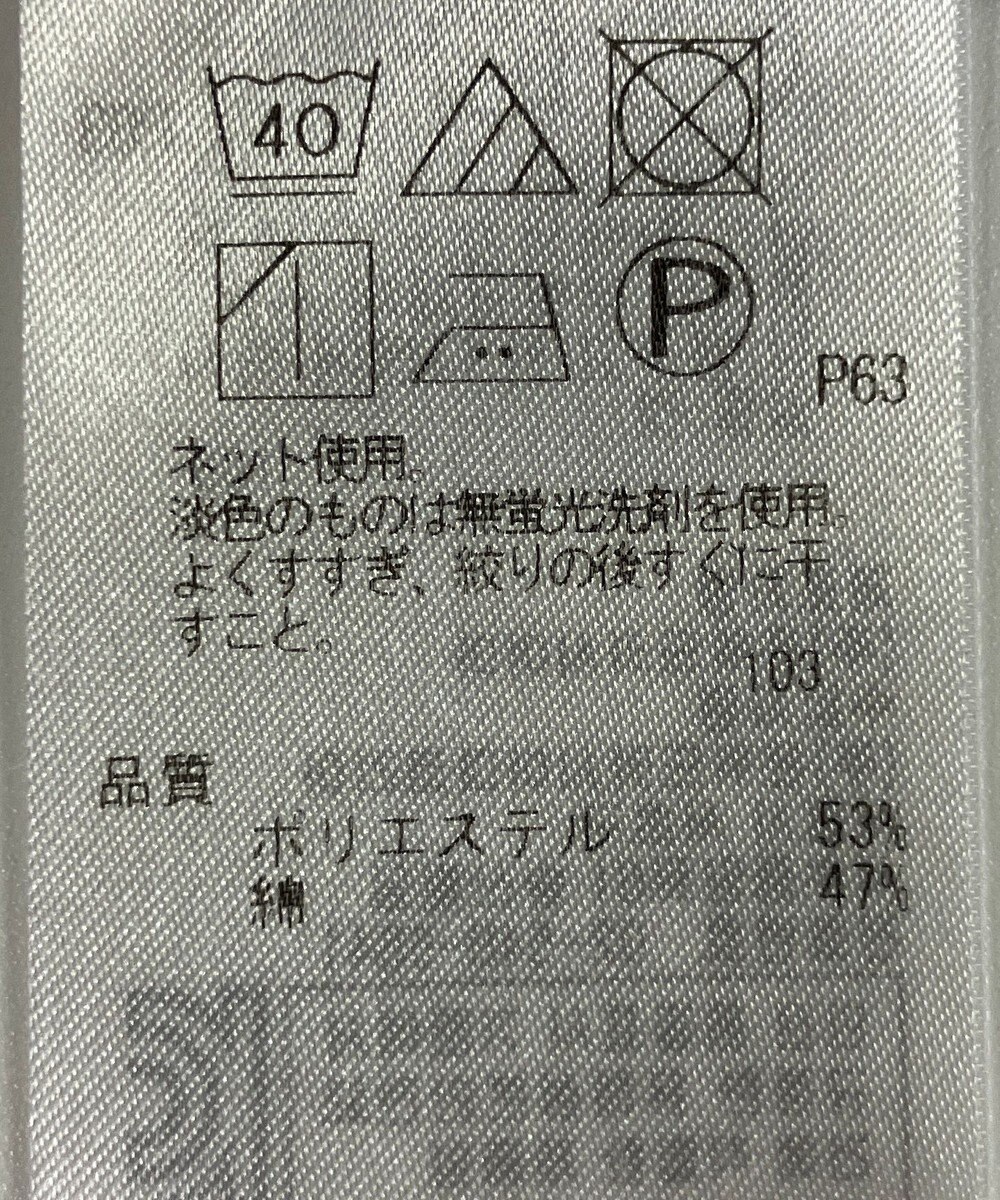 40
P
P63
ネット使用。
淡色のものは無蛍光洗剤を使用。
よくすすぎ、絞りの後すぐに干
すこと。
103
品質
ポリエステル 53%
綿 47%